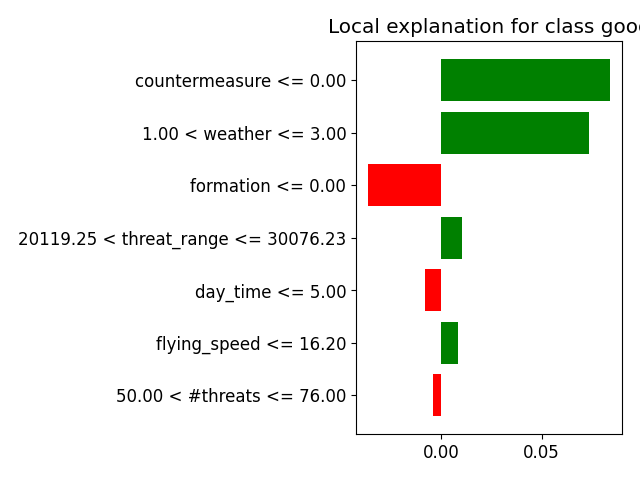 Local explanation for class good
countermeasure <= 0.00
1.00 < weather <= 3.00
formation <= 0.00
20119.25 < threat_range <= 30076.23
day_time <= 5.00
flying_speed <= 16.20
50.00 < #threats <= 76.00
0.00 0.05